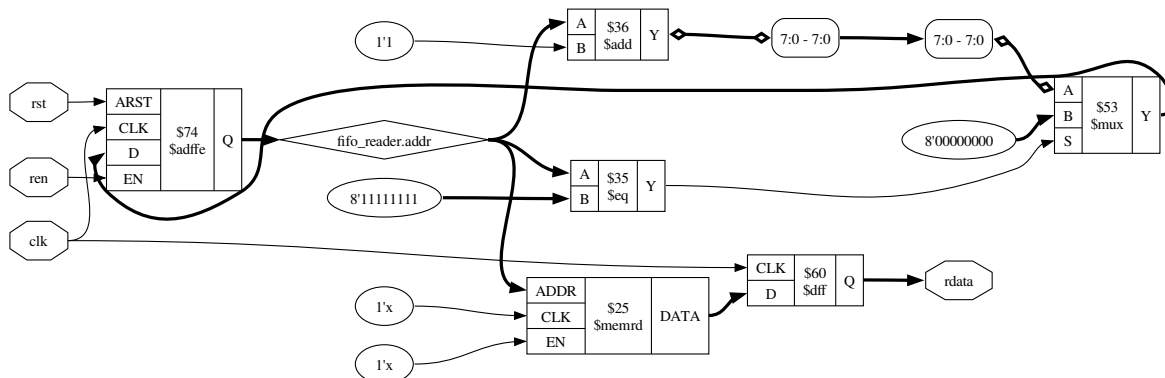 rst
ren
clk
ARST
CLK
D
EN
$74
$adffe
Q
fifo_reader.addr
1'1
A
B
$36
$add
Y
7:0 - 7:0
7:0 - 7:0
8'11111111
A
B
$35
$eq
Y
8'00000000
A
B
S
$53
$mux
Y
1'x
1'x
ADDR
CLK
EN
$25
$memrd
DATA
CLK
D
$60
$dff
Q
rdata